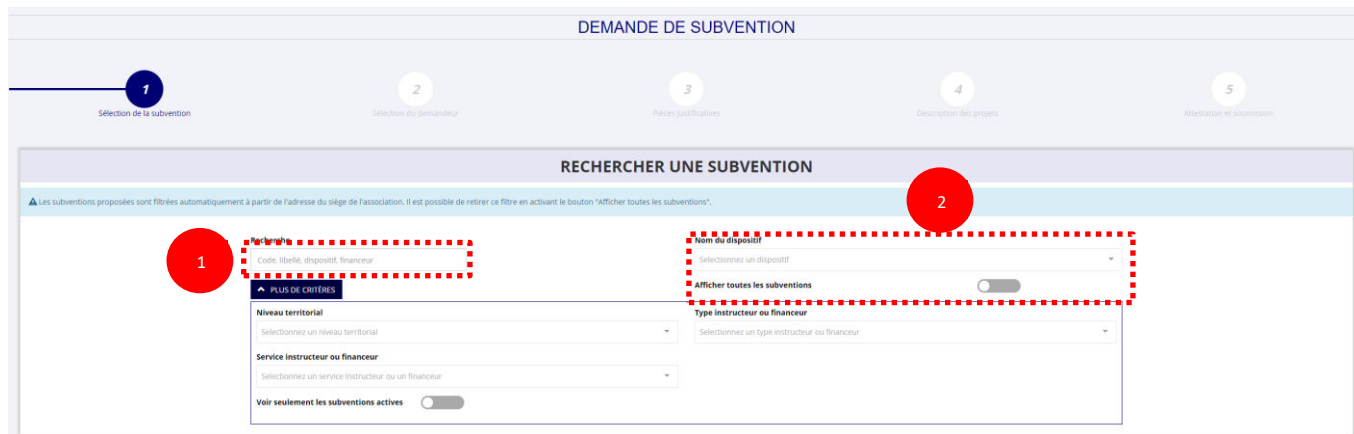 DEMANDE DE SUBVENTION
1
2
3
4
5
Sélection de la subvention
Sélection du demandeur
Pièces justificatives
Description des projets
Attestation et soumission
RECHERCHER UNE SUBVENTION
Les subventions proposées sont filtrées automatiquement à partir de l'adresse du siège de l'association. Il est possible de retirer ce filtre en activant le bouton "Afficher toutes les subventions".
2
1
Recherche
Code, libellé, dispositif, financeur
Nom du dispositif
Selectionnez un dispositif
PLUS DE CRITÈRES
Afficher toutes les subventions
Niveau territorial
Selectionnez un niveau territorial
Type instructeur ou financeur
Selectionnez un type instructeur ou financeur
Service instructeur ou financeur
Selectionnez un service instructeur ou un financeur
Voir seulement les subventions actives